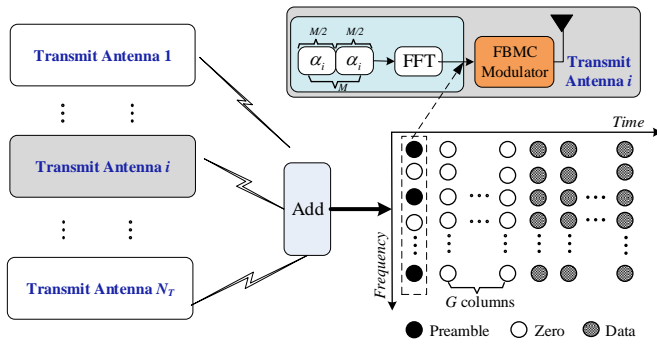 Transmit Antenna 1
Transmit Antenna i
Transmit Antenna N_T
Add
M/2 M/2
α_i α_i
M
FFT
FBMC
Modulator
Transmit
Antenna i
Time
Frequency
G columns
Preamble Zero Data